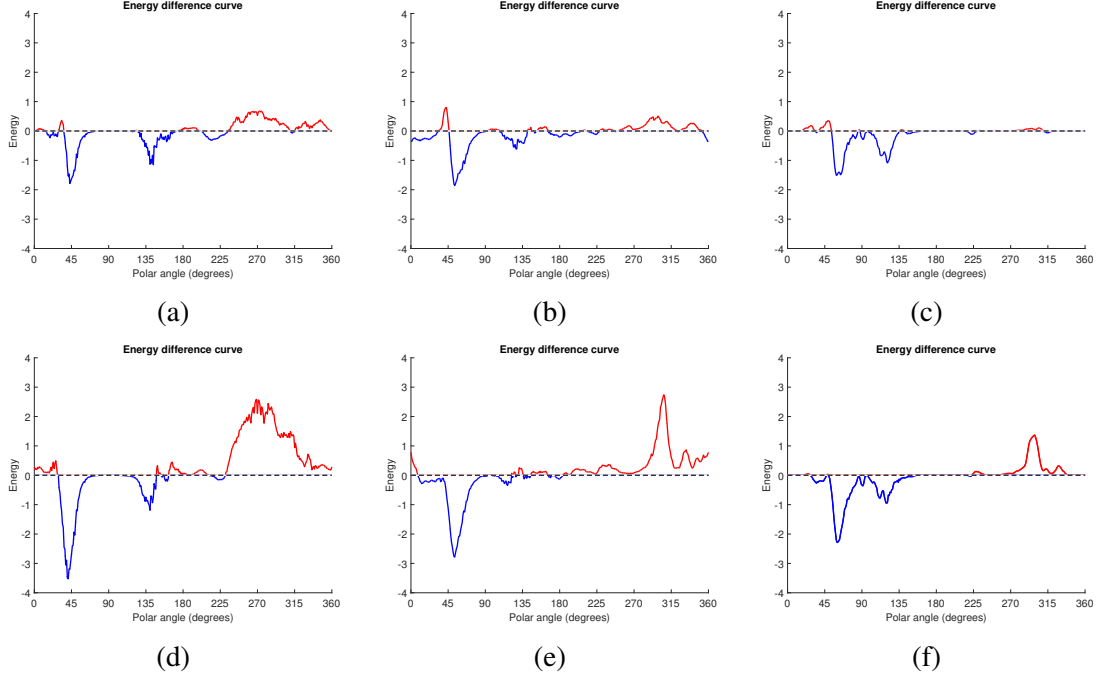 Energy difference curve Energy difference curve Energy difference curve
4 4 4
3 3 3
2 2 2
1 1 1
0 0 0
-1 -1 -1
-2 -2 -2
-3 -3 -3
-4 -4 -4
Energy Energy Energy
0 45 90 135 180 225 270 315 360 0 45 90 135 180 225 270 315 360 0 45 90 135 180 225 270 315 360
Polar angle (degrees) Polar angle (degrees) Polar angle (degrees)
(a) (b) (c)
Energy difference curve Energy difference curve Energy difference curve
4 4 4
3 3 3
2 2 2
1 1 1
0 0 0
-1 -1 -1
-2 -2 -2
-3 -3 -3
-4 -4 -4
Energy Energy Energy
0 45 90 135 180 225 270 315 360 0 45 90 135 180 225 270 315 360 0 45 90 135 180 225 270 315 360
Polar angle (degrees) Polar angle (degrees) Polar angle (degrees)
(d) (e) (f)